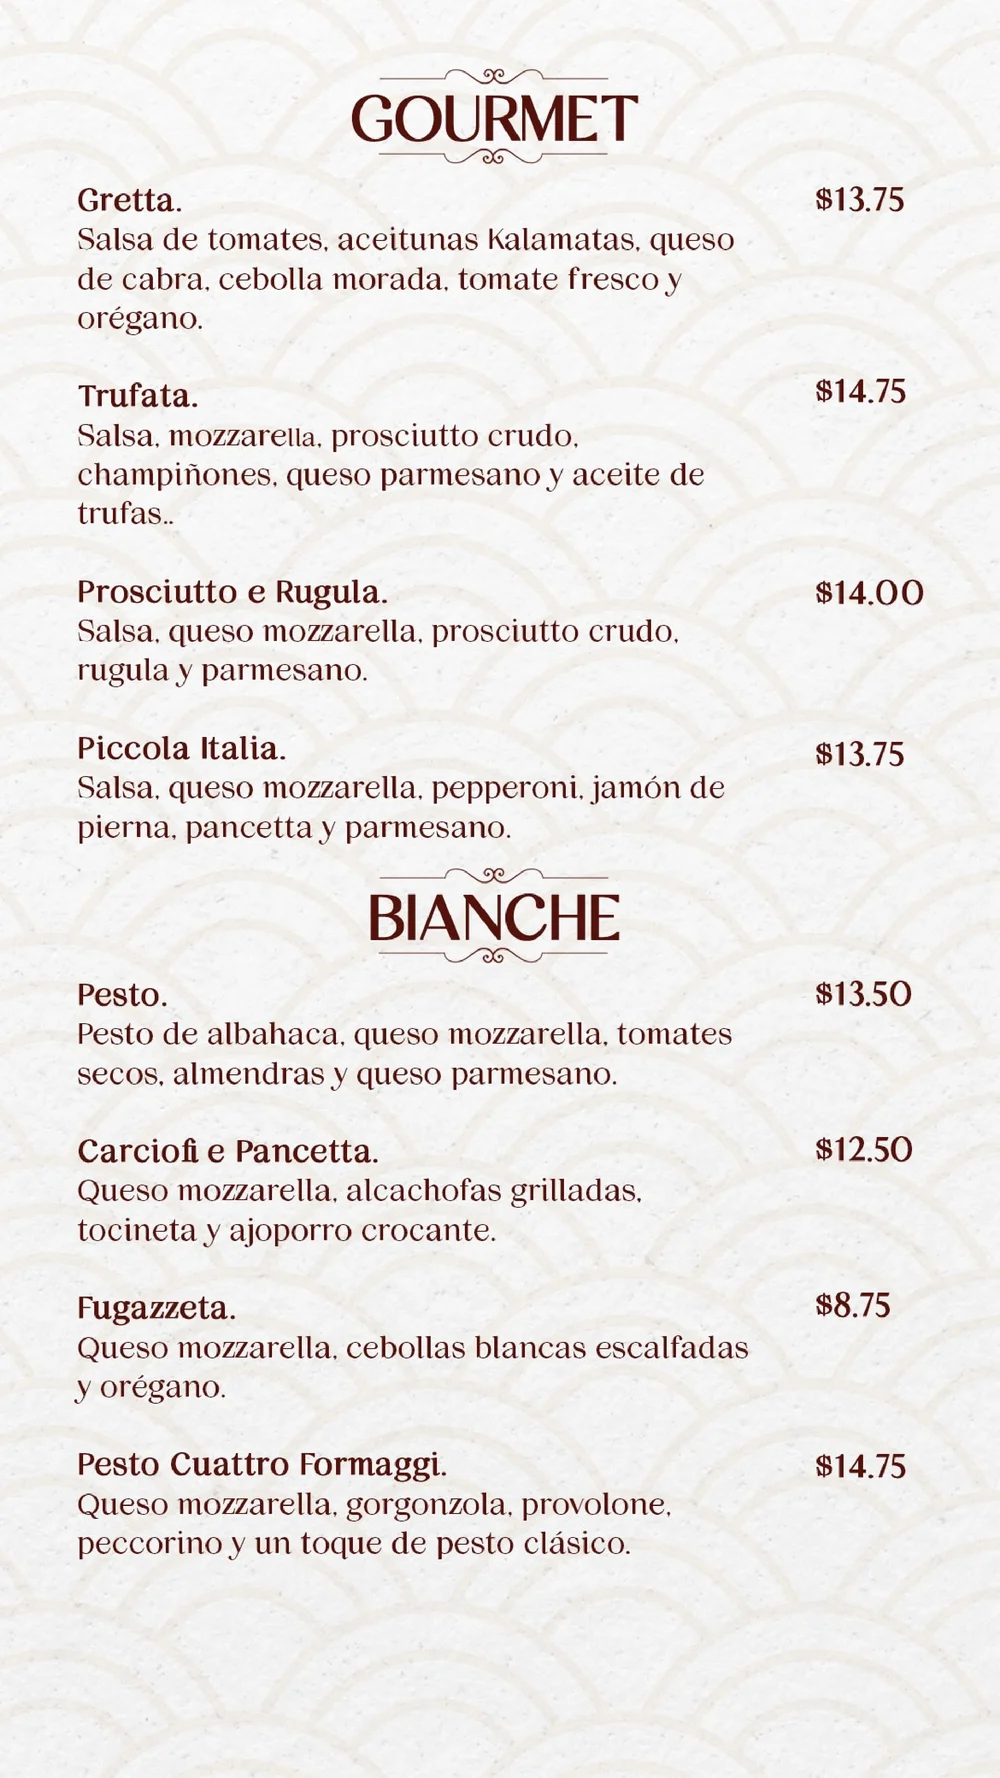 GOURMET
Gretta.
$13.75
Salsa de tomates, aceitunas Kalamatas, queso
de cabra, cebolla morada, tomate fresco y
orégano.
Trufata.
$14.75
Salsa, mozzarella, prosciutto crudo,
champiñones, queso parmesano y aceite de
trufas..
Prosciutto e Rugula.
$14.00
Salsa, queso mozzarella, prosciutto crudo,
rugula y parmesano.
Piccola Italia.
$13.75
Salsa, queso mozzarella, pepperoni, jamón de
pierna, pancetta y parmesano.
BIANCHE
Pesto.
$13.50
Pesto de albahaca, queso mozzarella, tomates
secos, almendras y queso parmesano.
Carciofi e Pancetta.
$12.50
Queso mozzarella, alcachofas grilladas,
tocineta y ajoporro crocante.
Fugazzeta.
$8.75
Queso mozzarella, cebollas blancas escalfadas
y orégano.
Pesto Cuattro Formaggi.
$14.75
Queso mozzarella, gorgonzola, provolone,
peccorino y un toque de pesto clásico.